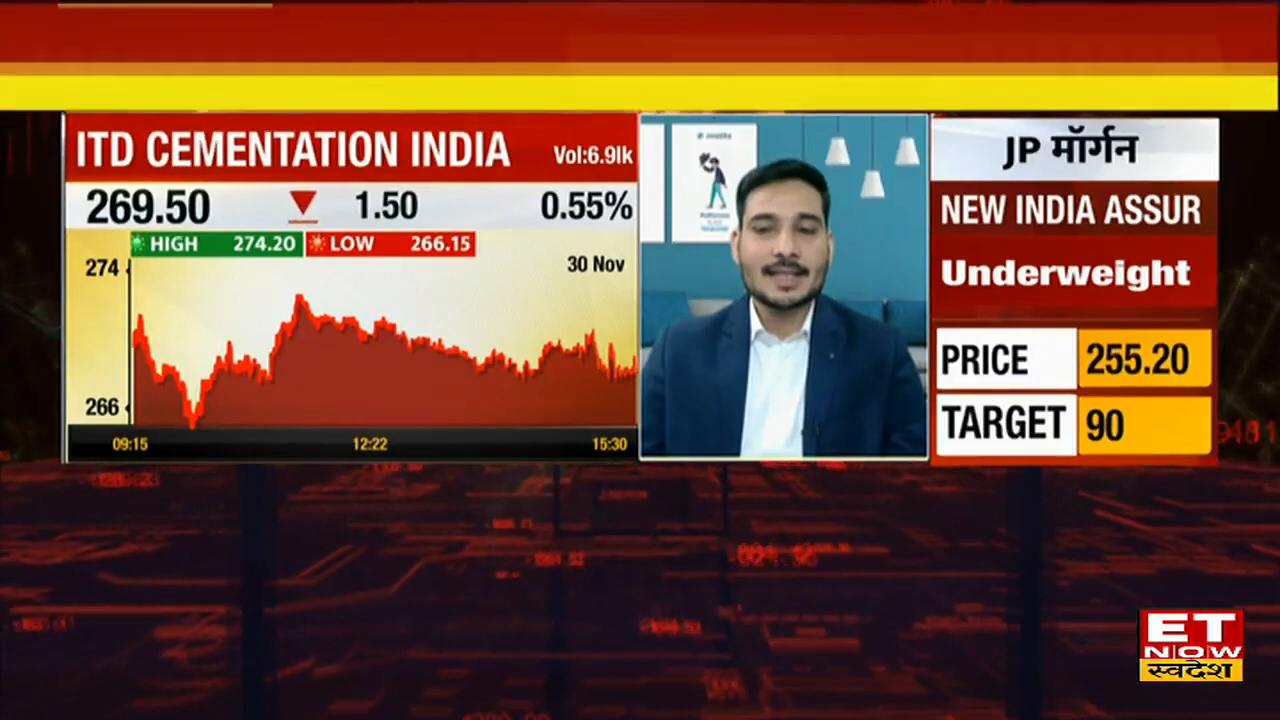 ITD CEMENTATION INDIA Vol:6.9lk
269.50 1.50 0.55%
HIGH 274.20 LOW 266.15
30 Nov
274
266
09:15 12:22 15:30
JP मॉर्गन
NEW INDIA ASSUR
Underweight
PRICE 255.20
TARGET 90
ET
NOW
स्वदेश